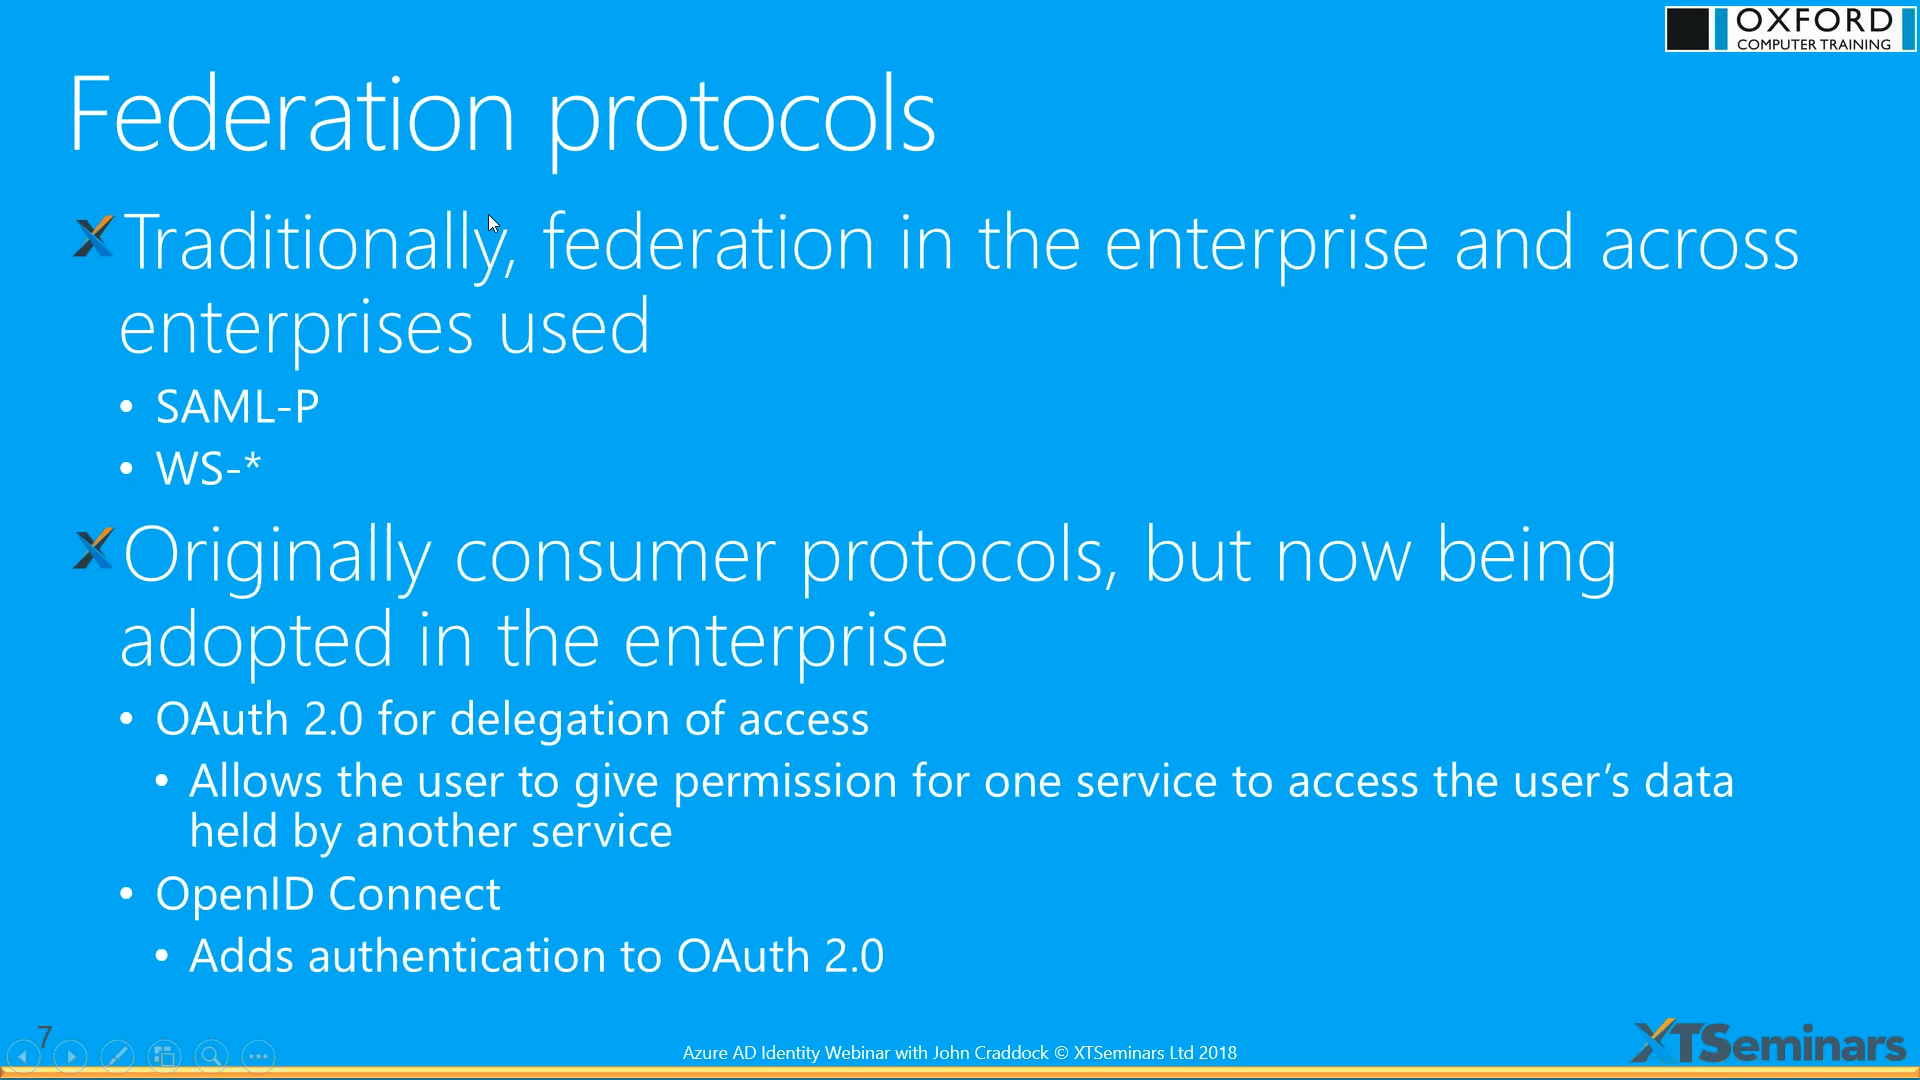 OXFORD
COMPUTER TRAINING
Federation protocols
Traditionally, federation in the enterprise and across
enterprises used
• SAML-P
• WS-*
Originally consumer protocols, but now being
adopted in the enterprise
• OAuth 2.0 for delegation of access
• Allows the user to give permission for one service to access the user’s data
held by another service
• OpenID Connect
• Adds authentication to OAuth 2.0
7
Azure AD Identity Webinar with John Craddock © XTSeminars Ltd 2018
XTSeminars